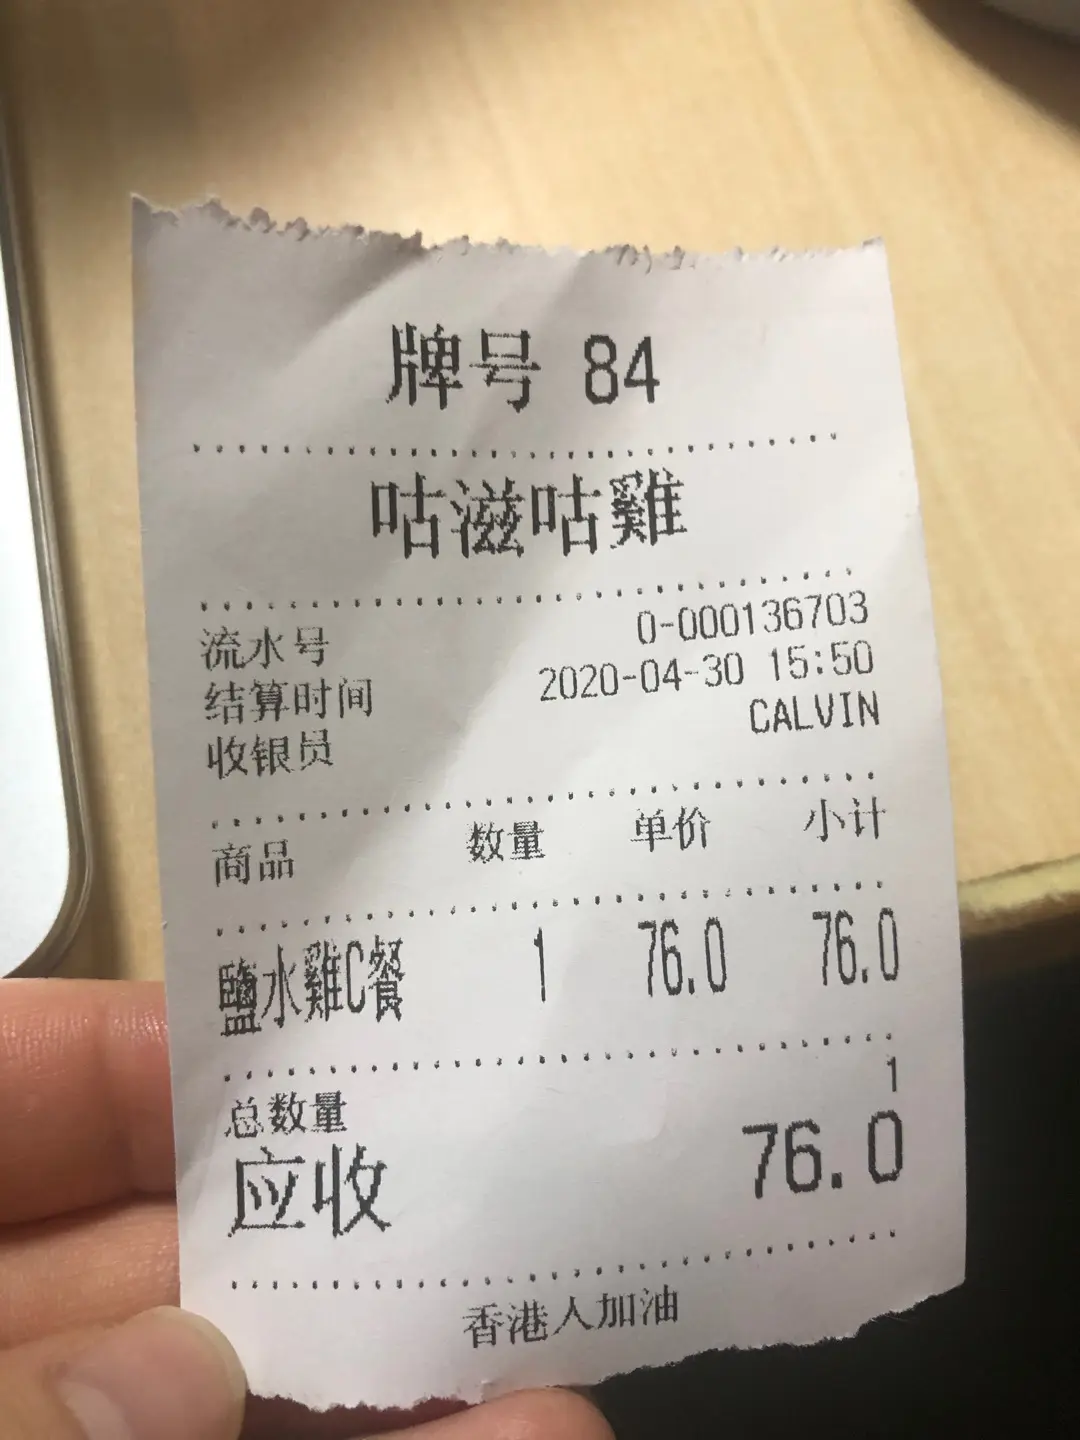 牌号 84
咕滋咕雞
流水号 0-000136703
结算时间 2020-04-30 15:50
收银员 CALVIN
商品 数量 单价 小计
鹽水雞C餐 1 76.0 76.0
总数量 1
应收 76.0
香港人加油